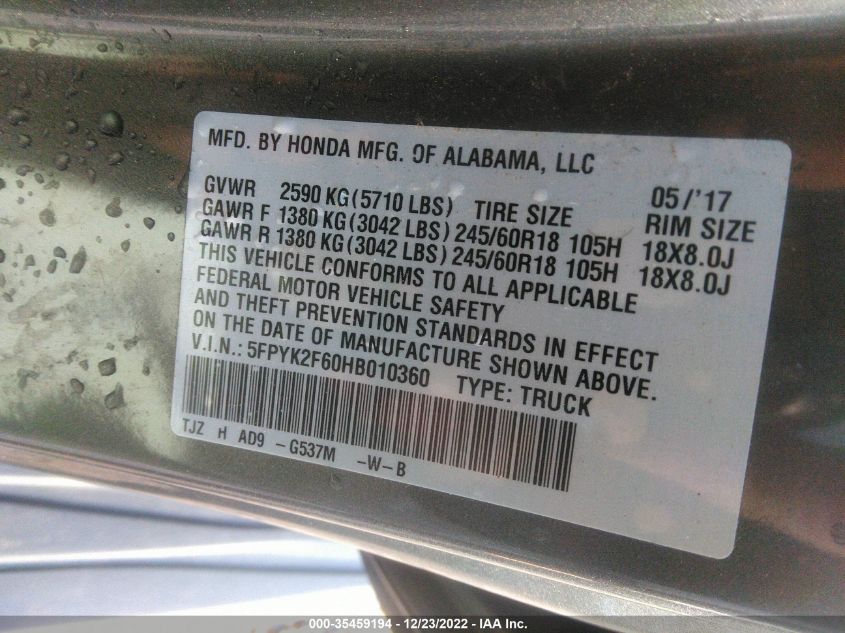 MFD. BY HONDA MFG. OF ALABAMA, LLC
GVWR 2590 KG (5710 LBS) TIRE SIZE 05/'17 RIM SIZE
GAWR F 1380 KG (3042 LBS) 245/60R18 105H 18X8.0J
GAWR R 1380 KG (3042 LBS) 245/60R18 105H 18X8.0J
THIS VEHICLE CONFORMS TO ALL APPLICABLE
FEDERAL MOTOR VEHICLE SAFETY
AND THEFT PREVENTION STANDARDS IN EFFECT
ON THE DATE OF MANUFACTURE SHOWN ABOVE.
V.I.N.: 5FPYK2F60HB010360 TYPE: TRUCK
TJZ H AD9 -G537M -W-B
000-35459194 - 12/23/2022 - IAA Inc.